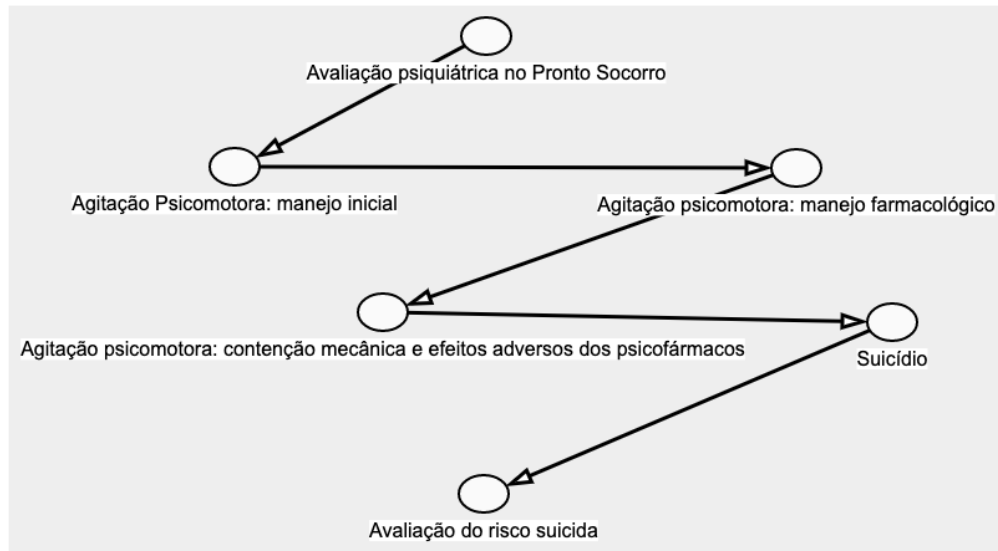 Avaliação psiquiátrica no Pronto Socorro
Agitação Psicomotora: manejo inicial
Agitação psicomotora: manejo farmacológico
Agitação psicomotora: contenção mecânica e efeitos adversos dos psicofármacos
Suicídio
Avaliação do risco suicida